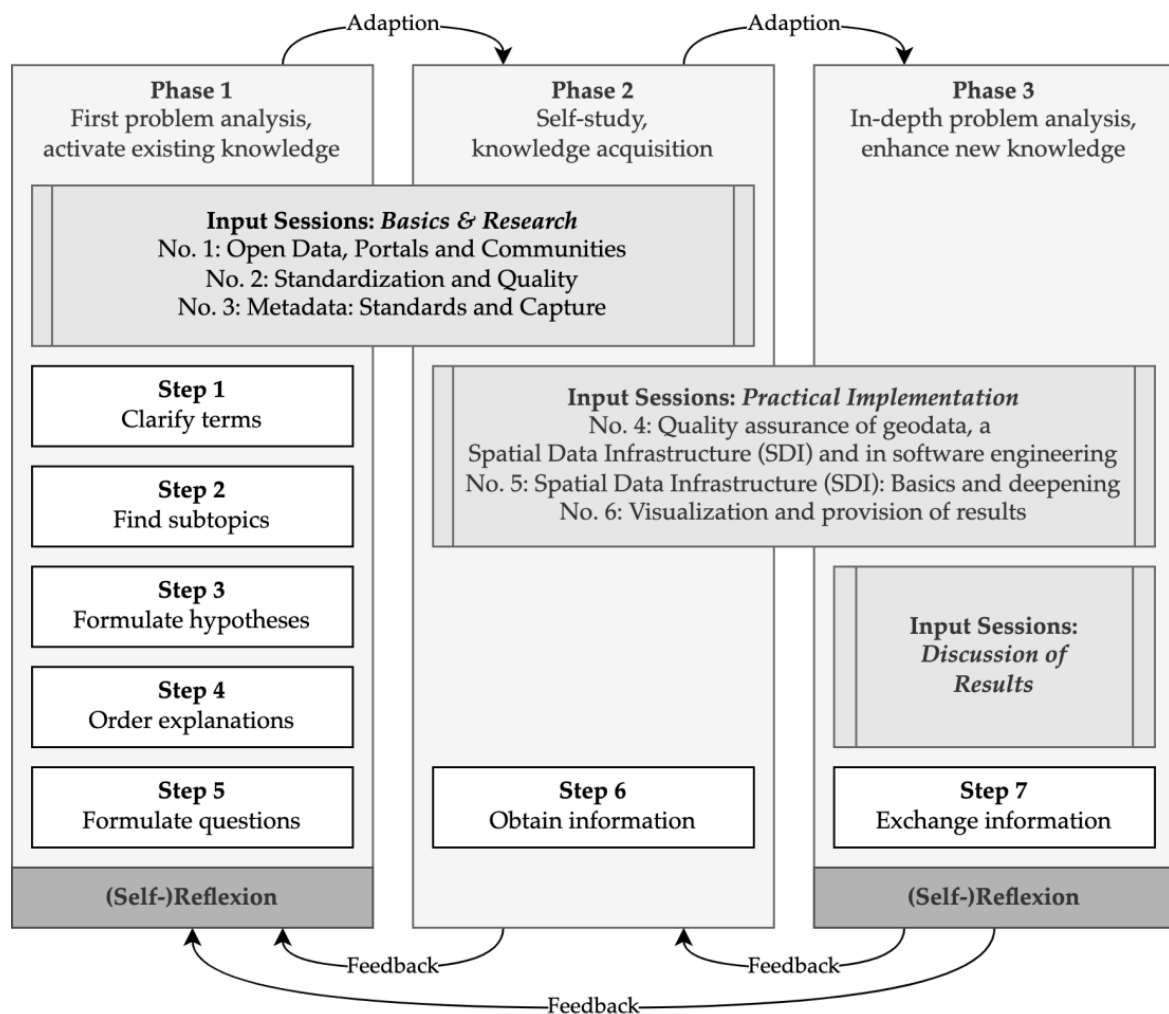 Adaption
Adaption
Phase 1
First problem analysis,
activate existing knowledge
Phase 2
Self-study,
knowledge acquisition
Phase 3
In-depth problem analysis,
enhance new knowledge
Input Sessions: Basics & Research
No. 1: Open Data, Portals and Communities
No. 2: Standardization and Quality
No. 3: Metadata: Standards and Capture
Step 1
Clarify terms
Step 2
Find subtopics
Input Sessions: Practical Implementation
No. 4: Quality assurance of geodata, a
Spatial Data Infrastructure (SDI) and in software engineering
No. 5: Spatial Data Infrastructure (SDI): Basics and deepening
No. 6: Visualization and provision of results
Step 3
Formulate hypotheses
Step 4
Order explanations
Input Sessions:
Discussion of
Results
Step 5
Formulate questions
Step 6
Obtain information
Step 7
Exchange information
(Self-)Reflexion
(Self-)Reflexion
Feedback
Feedback
Feedback